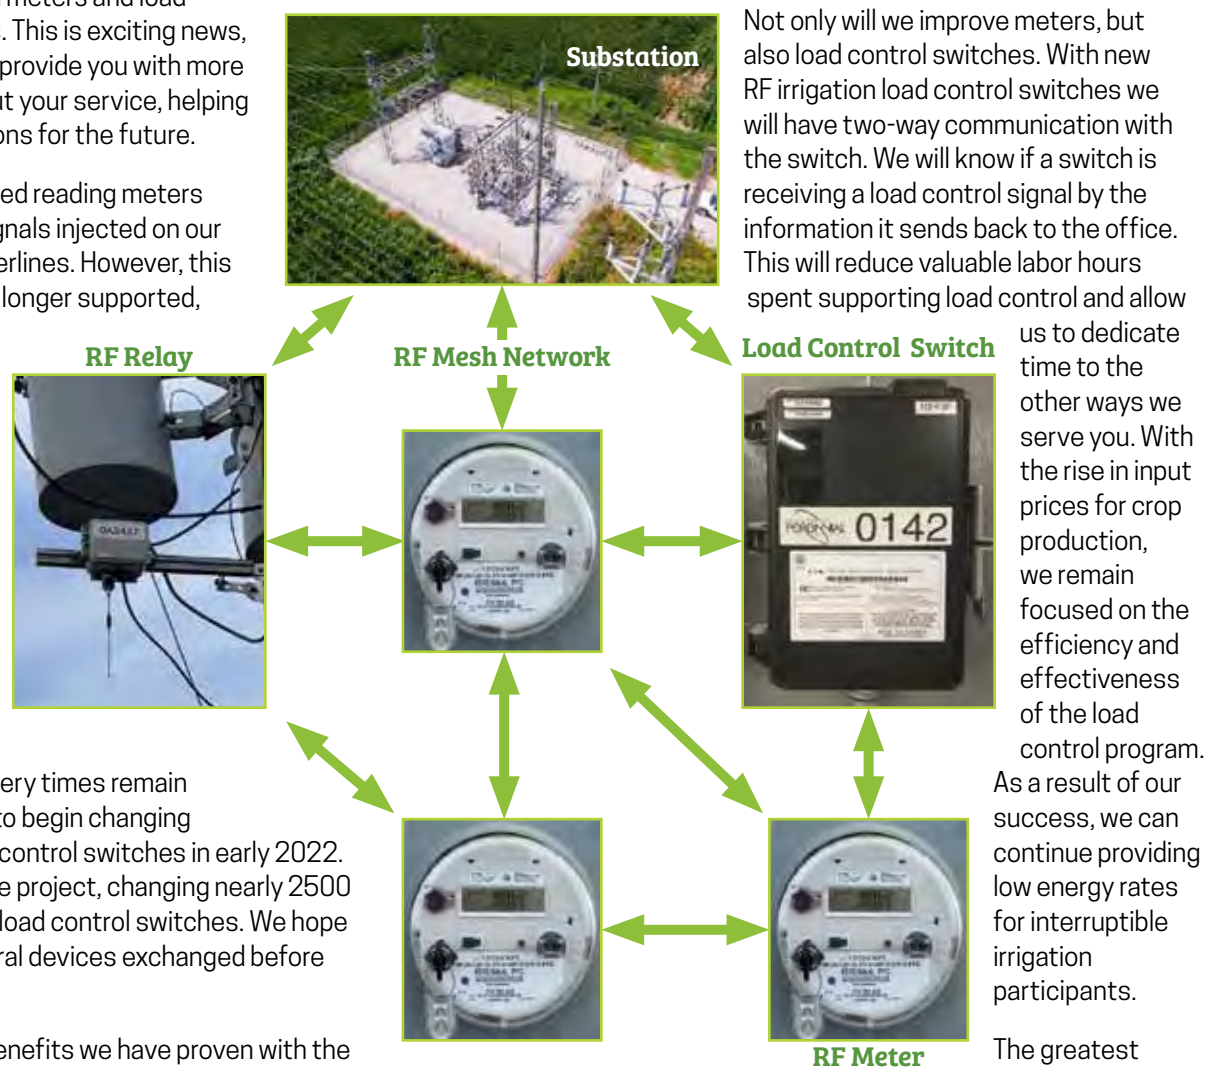 meters and load
. This is exciting news,
provide you with more
ut your service, helping
ons for the future.
ed reading meters
gnals injected on our
erlines. However, this
longer supported,
Substation
RF Relay
RF Mesh Network
Load Control Switch
0142
RF Meter
ery times remain
to begin changing
control switches in early 2022.
e project, changing nearly 2500
load control switches. We hope
ral devices exchanged before
enefits we have proven with the
Not only will we improve meters, but
also load control switches. With new
RF irrigation load control switches we
will have two-way communication with
the switch. We will know if a switch is
receiving a load control signal by the
information it sends back to the office.
This will reduce valuable labor hours
spent supporting load control and allow
us to dedicate
time to the
other ways we
serve you. With
the rise in input
prices for crop
production,
we remain
focused on the
efficiency and
effectiveness
of the load
control program.
As a result of our
success, we can
continue providing
low energy rates
for interruptible
irrigation
participants.
The greatest